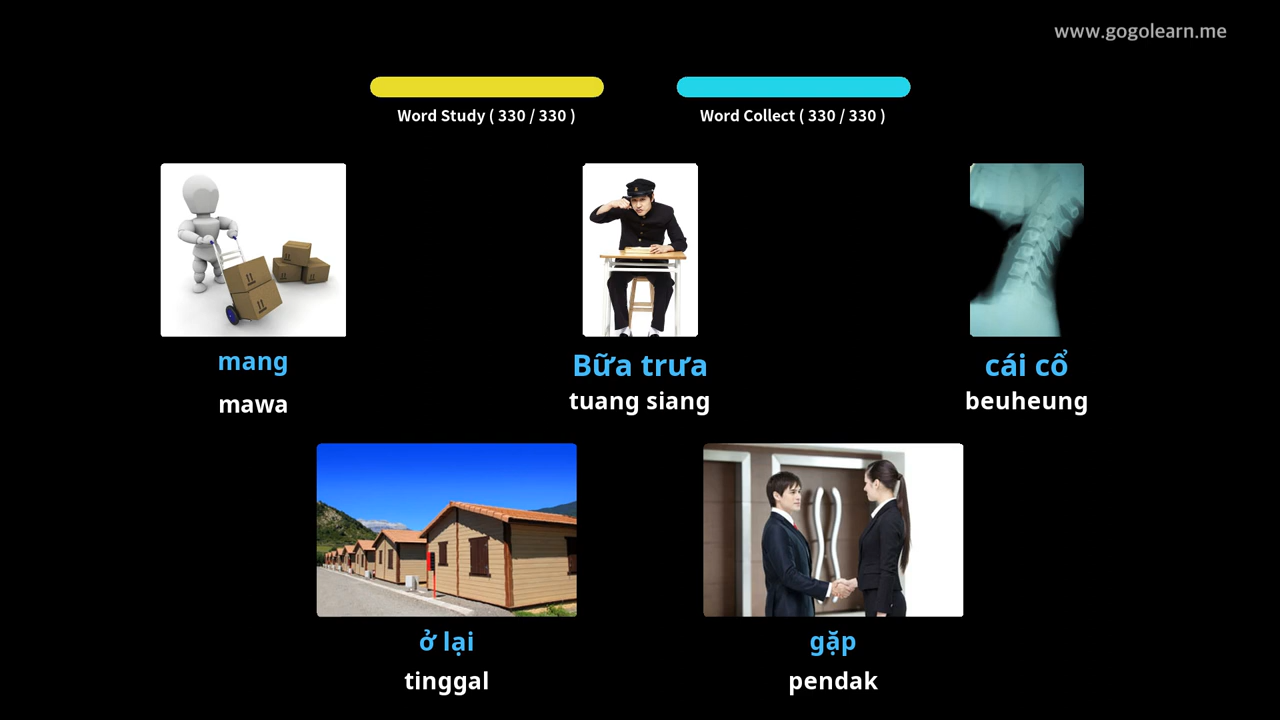 www.gogolearn.me
Word Study ( 330 / 330 )
Word Collect ( 330 / 330 )
mang
mawa
Bữa trưa
tuang siang
cái cổ
beuheung
ở lại
tinggal
gặp
pendak